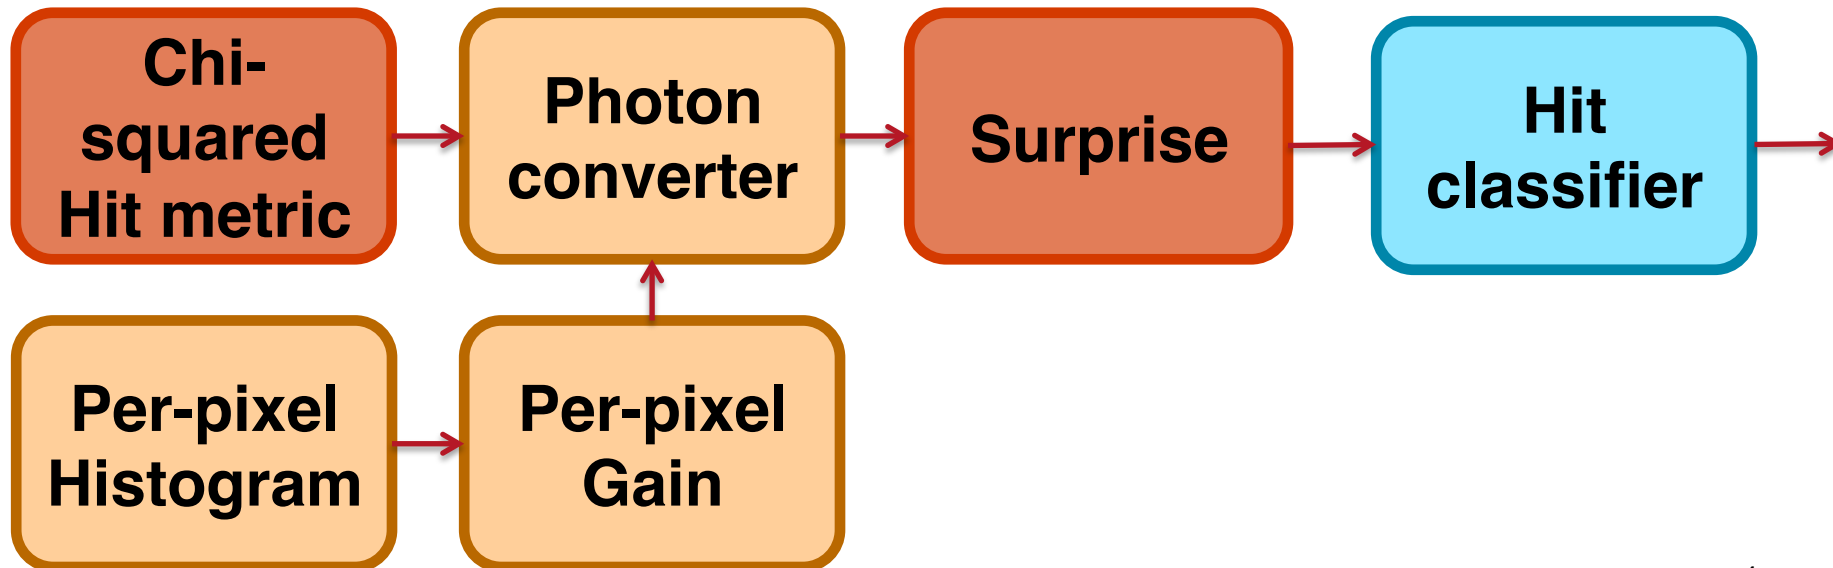 Chi-
squared
Hit metric
Photon
converter
Surprise
Hit
classifier
Per-pixel
Histogram
Per-pixel
Gain